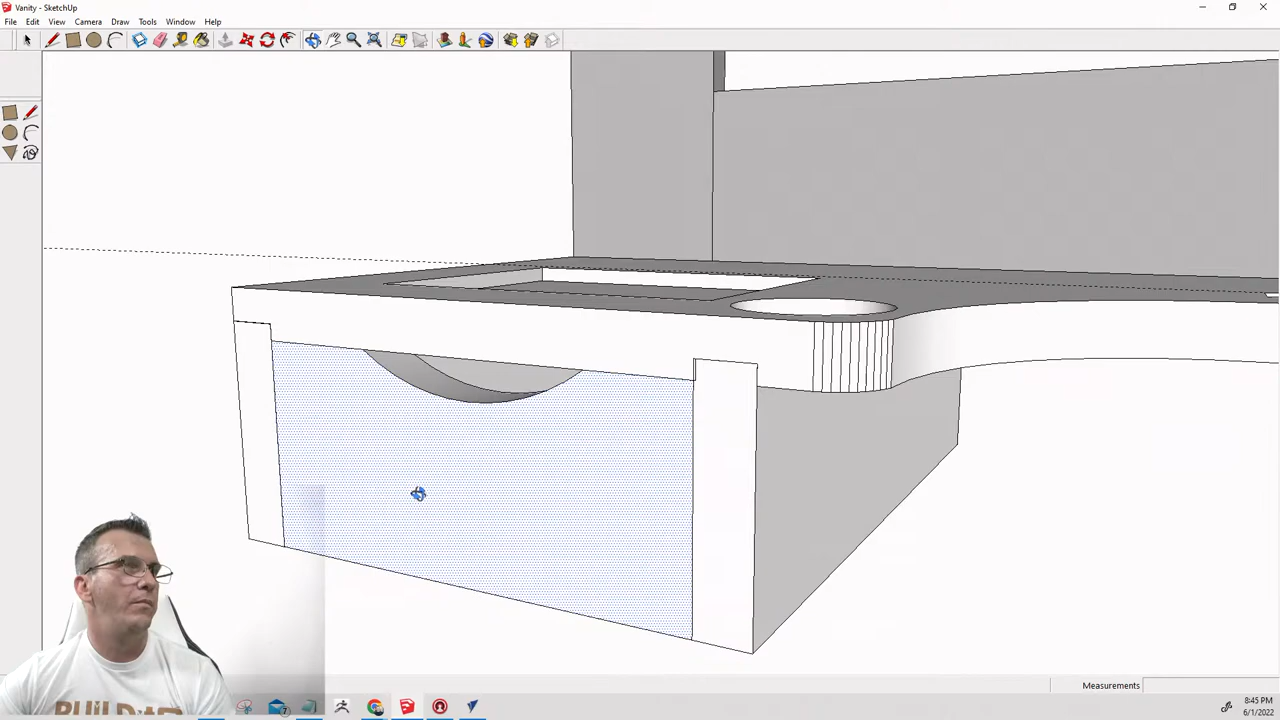 Vanity - SketchUp
File Edit View Camera Draw Tools Window Help
Measurements
8:45 PM
6/1/2022